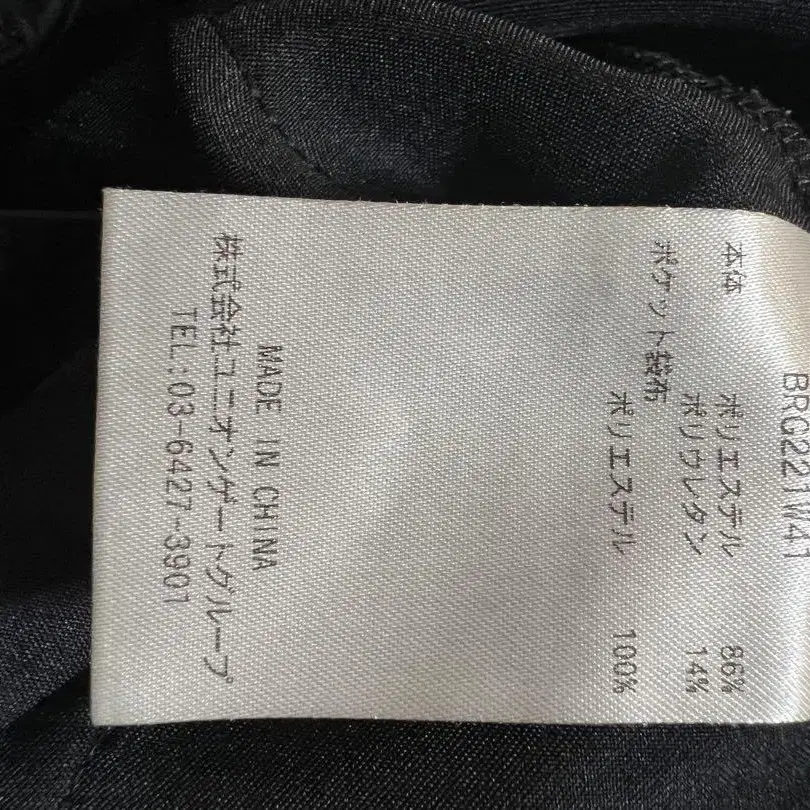 BRG221W41
本体
ポリエステル 86%
ポリウレタン 14%
ポケット袋布
ポリエステル 100%
MADE IN CHINA
株式会社ユニオンゲートグループ
TEL:03-6427-3901